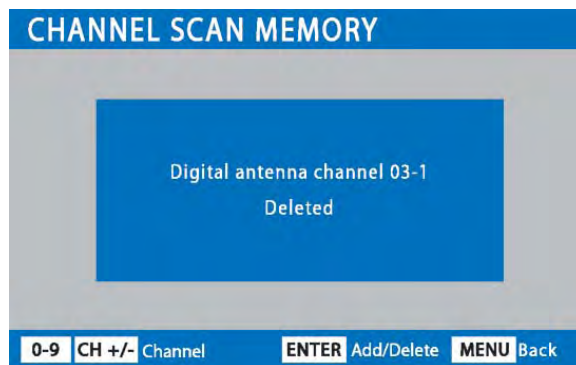 CHANNEL SCAN MEMORY
Digital antenna channel 03-1
Deleted
0-9 CH +/- Channel ENTER Add/Delete MENU Back